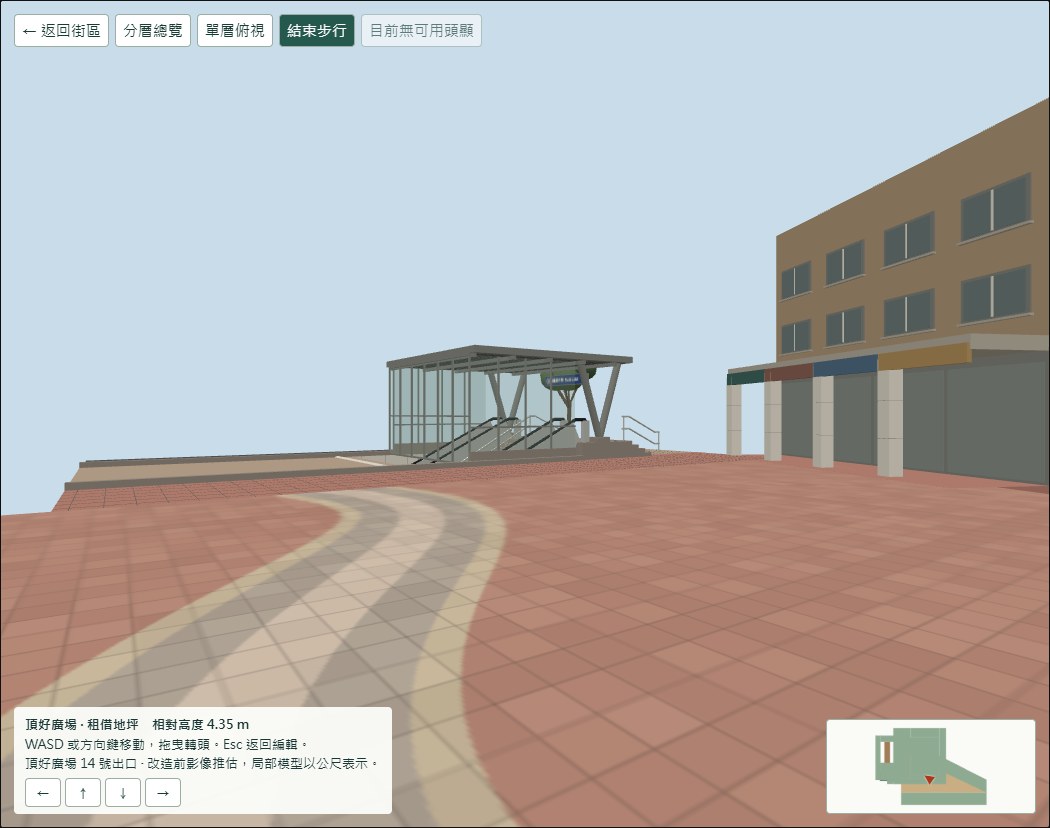 ← 返回街區
分層總覽
單層俯視
結束步行
目前無可用頭顯
頂好廣場 · 租借地坪　相對高度 4.35 m
WASD 或方向鍵移動，拖曳轉頭。Esc 返回編輯。
頂好廣場 14 號出口 · 改造前影像推估，局部模型以公尺表示。
← ↑ ↓ →